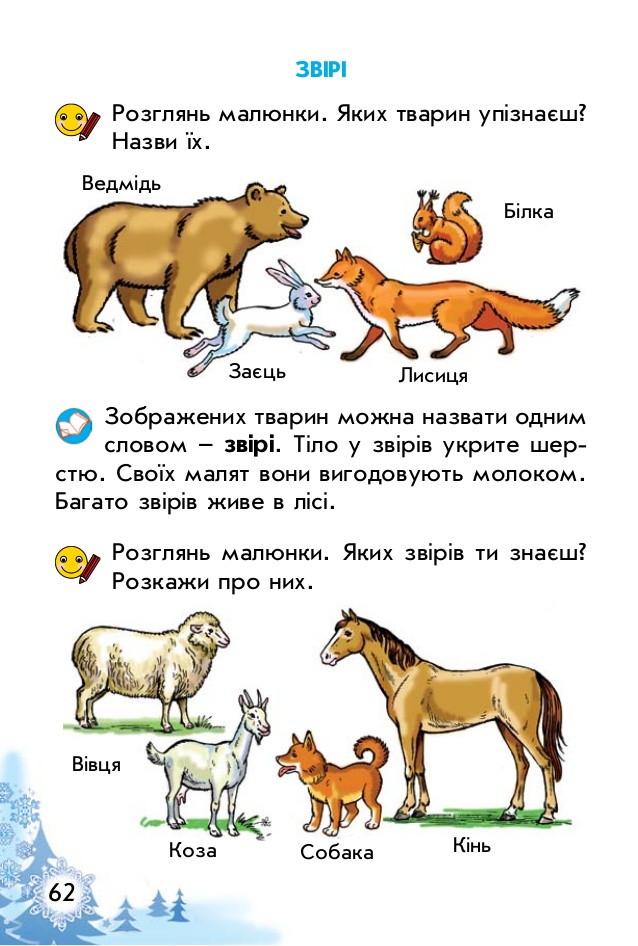 ЗВІРІ
Розглянь малюнки. Яких тварин упізнаєш?
Назви їх.
Ведмідь
Білка
Заєць
Лисиця
Зображених тварин можна назвати одним
словом – звірі. Тіло у звірів укрите шер-
стю. Своїх малят вони вигодовують молоком.
Багато звірів живе в лісі.
Розглянь малюнки. Яких звірів ти знаєш?
Розкажи про них.
Вівця
Коза
Собака
Кінь
62